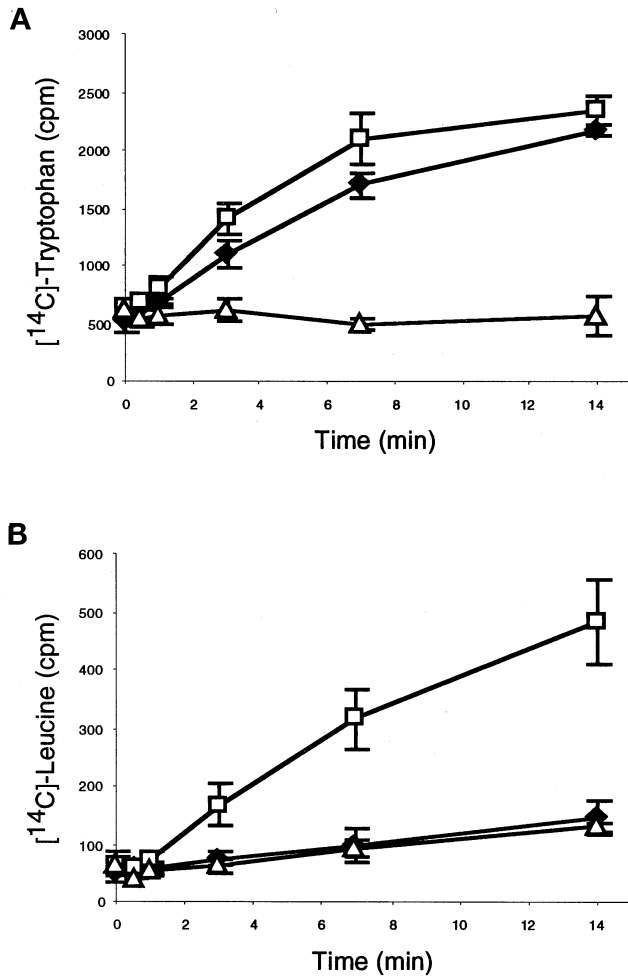 A
3000
2500
2000
1500
1000
500
0
[14C]-Tryptophan (cpm)
0 2 4 6 8 10 12 14
Time (min)
B
600
500
400
300
200
100
0
[14C]-Leucine (cpm)
0 2 4 6 8 10 12 14
Time (min)